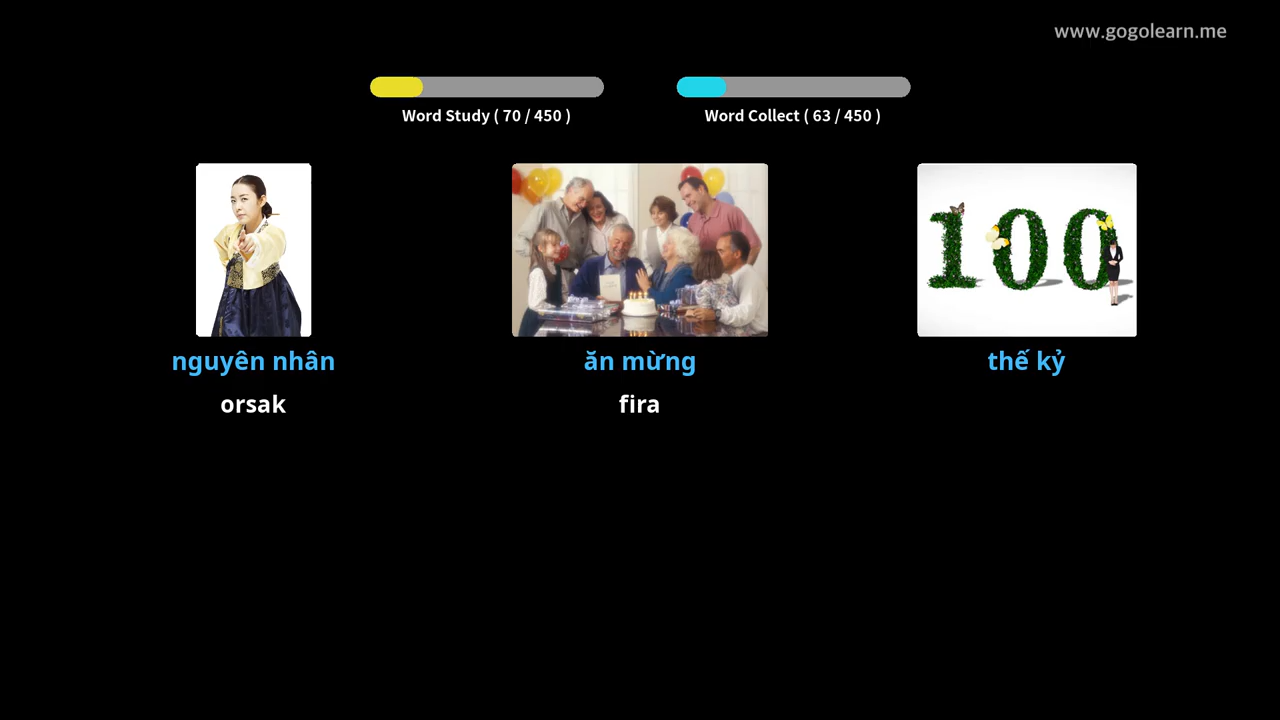 www.gogolearn.me
Word Study ( 70 / 450 )
Word Collect ( 63 / 450 )
100
nguyên nhân
ăn mừng
thế kỷ
orsak
fira